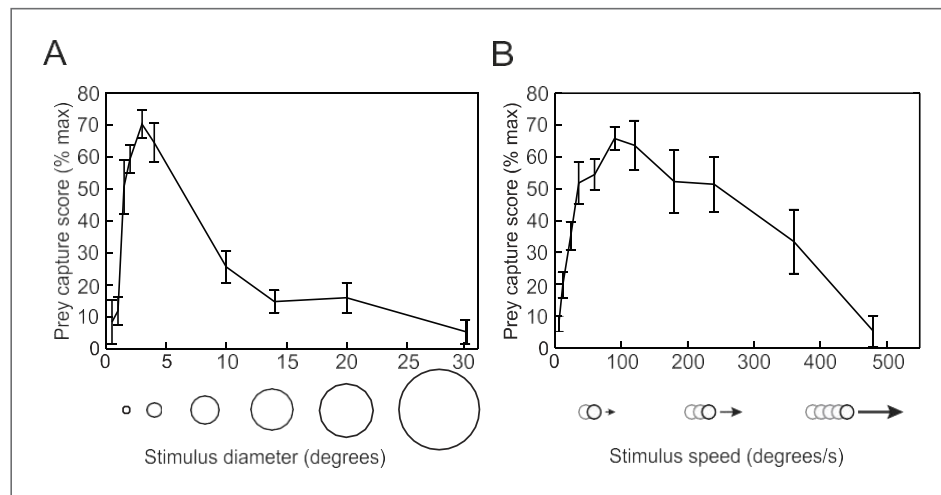 A
B
Prey capture score (% max)
80
70
60
50
40
30
20
10
0
0 5 10 15 20 25 30
Stimulus diameter (degrees)
Prey capture score (% max)
80
70
60
50
40
30
20
10
0
0 100 200 300 400 500
Stimulus speed (degrees/s)